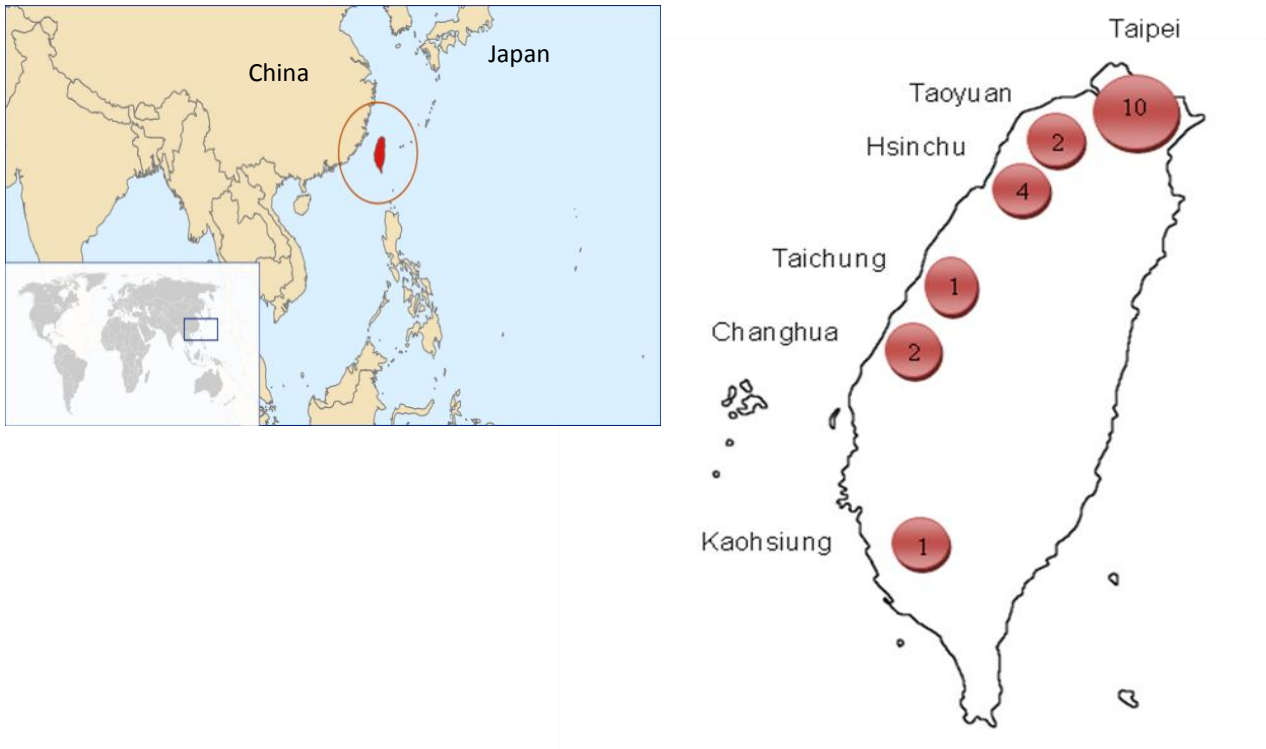 China
Japan
Taipei
Taoyuan
10
2
Hsinchu
4
Taichung
1
Changhua
2
Kaohsiung
1